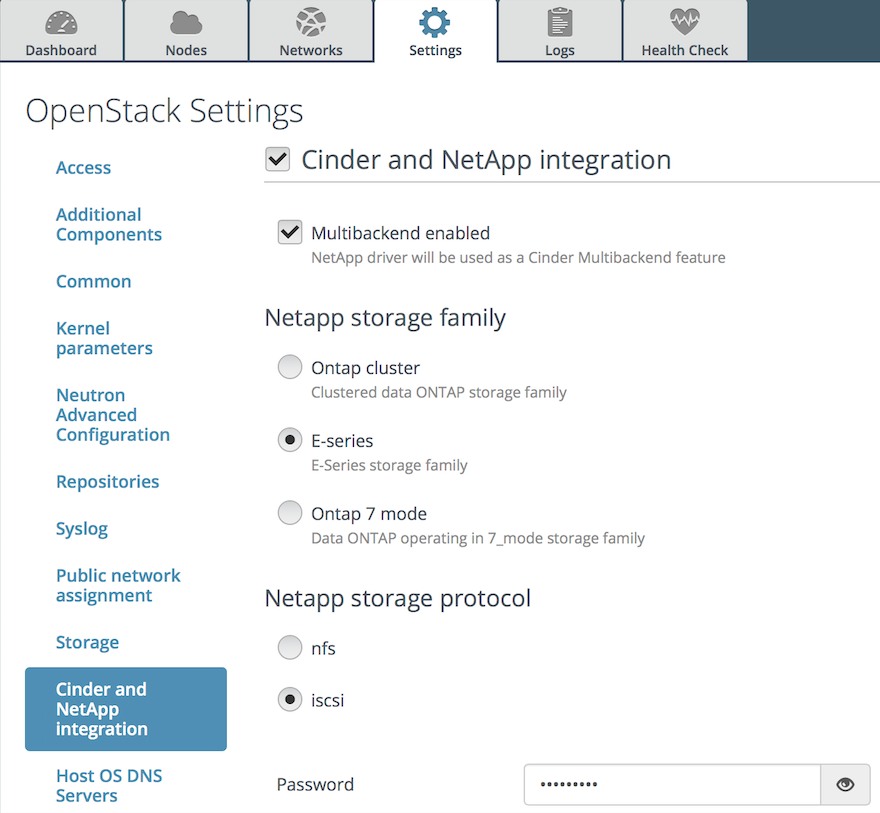 Dashboard
Nodes
Networks
Settings
Logs
Health Check
OpenStack Settings
Access
Additional
Components
Common
Kernel
parameters
Neutron
Advanced
Configuration
Repositories
Syslog
Public network
assignment
Storage
Cinder and
NetApp
integration
Host OS DNS
Servers
Cinder and NetApp integration
Multibackend enabled
NetApp driver will be used as a Cinder Multibackend feature
Netapp storage family
Ontap cluster
Clustered data ONTAP storage family
E-series
E-Series storage family
Ontap 7 mode
Data ONTAP operating in 7_mode storage family
Netapp storage protocol
nfs
iscsi
Password